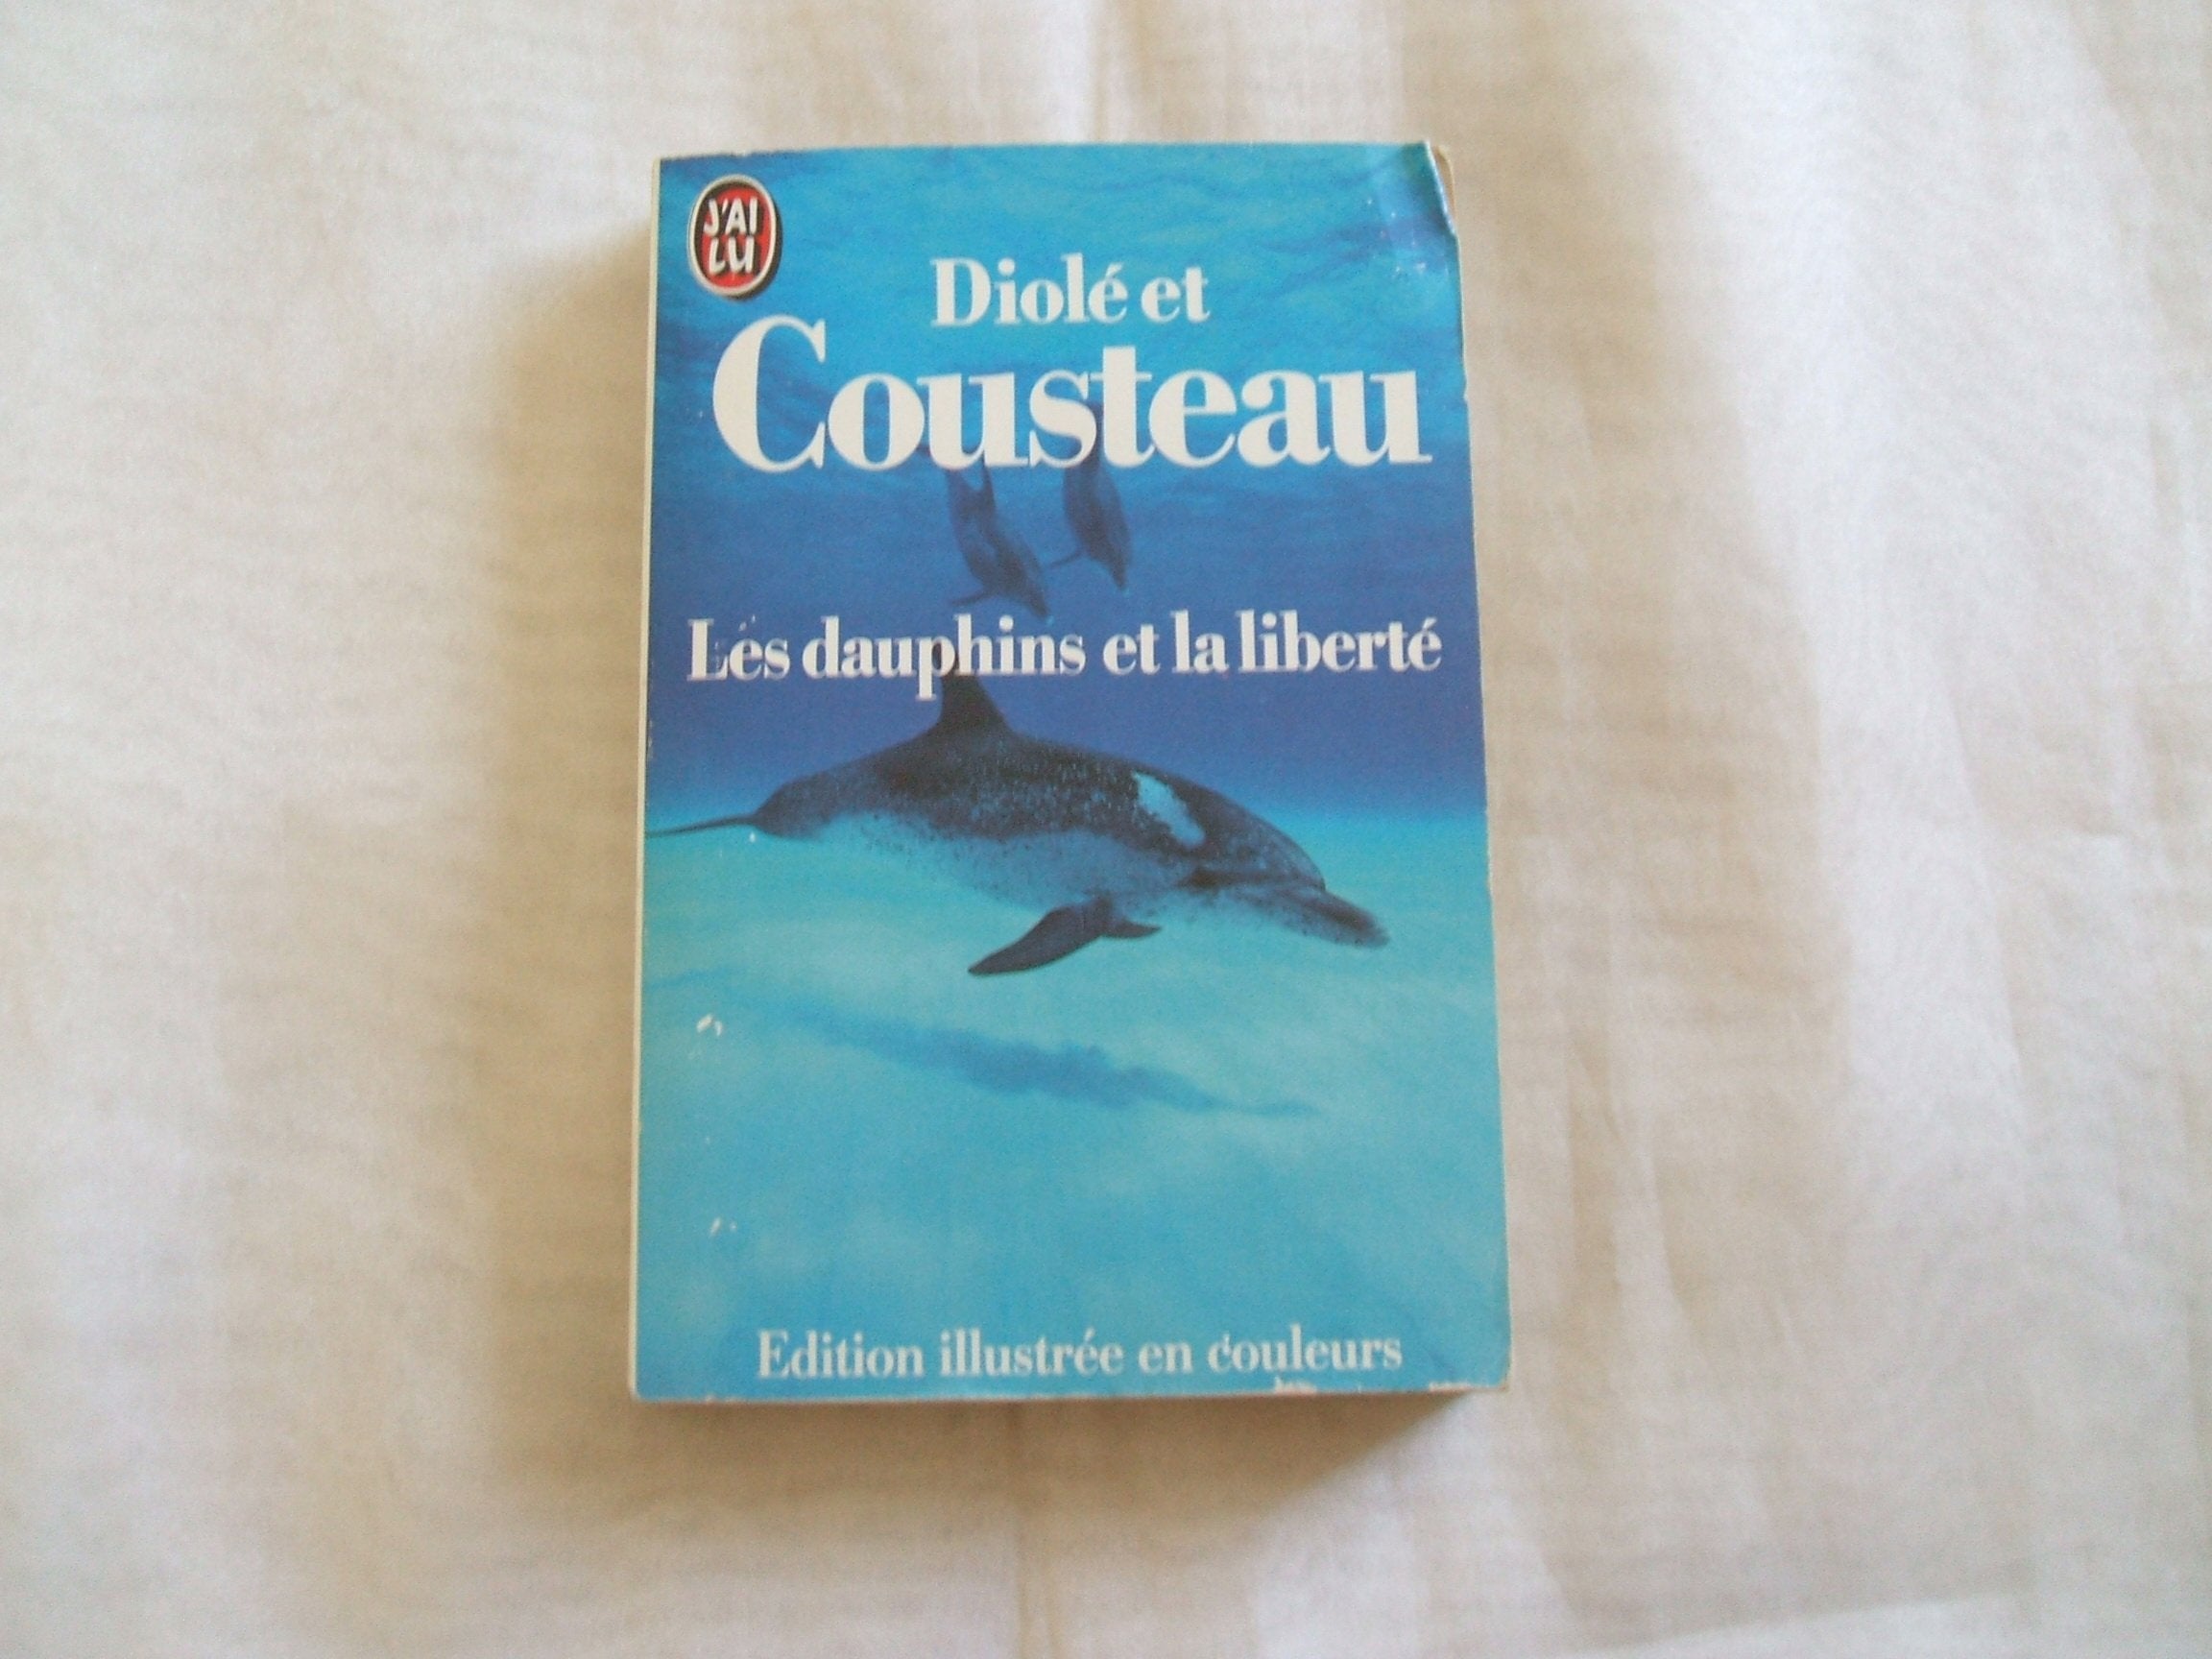 J'AI
LU
Diolé et
Cousteau
Les dauphins et la liberté
Edition illustrée en couleurs